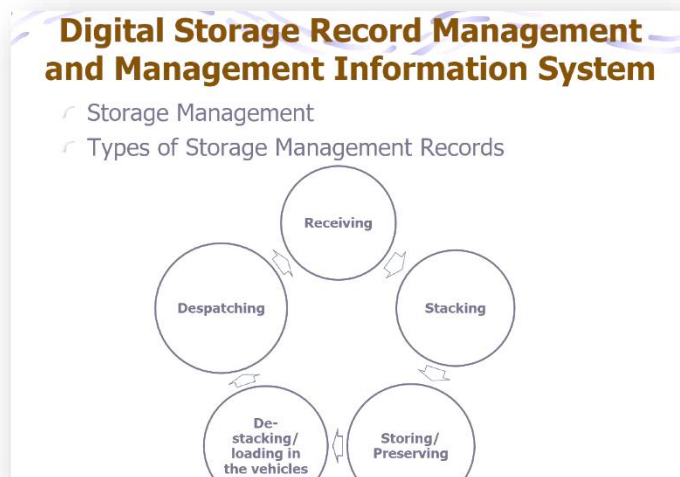 Digital Storage Record Management
and Management Information System
Storage Management
Types of Storage Management Records
Receiving
Stacking
Storing/
Preserving
De-
stacking/
loading in
the vehicles
Despatching